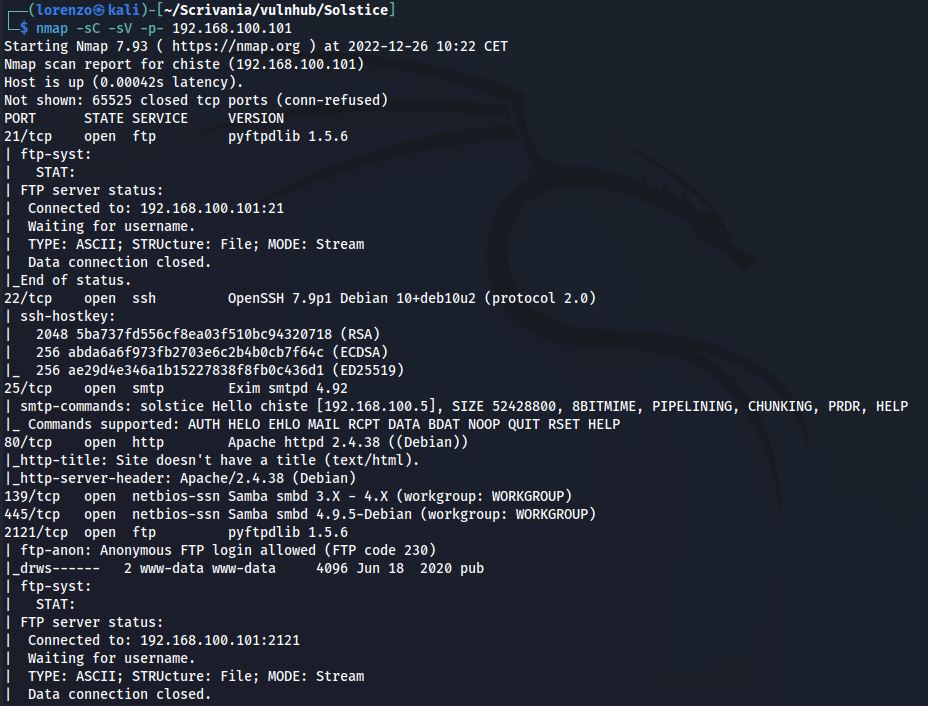 ┌──(lorenzo㉿kali)-[~/Scrivania/vulnhub/Solstice]
└─$ nmap -sC -sV -p- 192.168.100.101
Starting Nmap 7.93 ( https://nmap.org ) at 2022-12-26 10:22 CET
Nmap scan report for chiste (192.168.100.101)
Host is up (0.00042s latency).
Not shown: 65525 closed tcp ports (conn-refused)
PORT      STATE SERVICE     VERSION
21/tcp    open  ftp         pyftpdlib 1.5.6
| ftp-syst:
|   STAT:
| FTP server status:
|  Connected to: 192.168.100.101:21
|  Waiting for username.
|  TYPE: ASCII; STRUcture: File; MODE: Stream
|  Data connection closed.
|_End of status.
22/tcp    open  ssh         OpenSSH 7.9p1 Debian 10+deb10u2 (protocol 2.0)
| ssh-hostkey:
|   2048 5ba737fd556cf8ea03f510bc94320718 (RSA)
|   256 abda6a6f973fb2703e6c2b4b0cb7f64c (ECDSA)
|_  256 ae29d4e346a1b15227838f8fb0c436d1 (ED25519)
25/tcp    open  smtp        Exim smtpd 4.92
| smtp-commands: solstice Hello chiste [192.168.100.5], SIZE 52428800, 8BITMIME, PIPELINING, CHUNKING, PRDR, HELP
|_ Commands supported: AUTH HELO EHLO MAIL RCPT DATA BDAT NOOP QUIT RSET HELP
80/tcp    open  http        Apache httpd 2.4.38 ((Debian))
|_http-title: Site doesn't have a title (text/html).
|_http-server-header: Apache/2.4.38 (Debian)
139/tcp   open  netbios-ssn Samba smbd 3.X - 4.X (workgroup: WORKGROUP)
445/tcp   open  netbios-ssn Samba smbd 4.9.5-Debian (workgroup: WORKGROUP)
2121/tcp  open  ftp         pyftpdlib 1.5.6
| ftp-anon: Anonymous FTP login allowed (FTP code 230)
|_drws------   2 www-data www-data     4096 Jun 18  2020 pub
| ftp-syst:
|   STAT:
| FTP server status:
|  Connected to: 192.168.100.101:2121
|  Waiting for username.
|  TYPE: ASCII; STRUcture: File; MODE: Stream
|  Data connection closed.